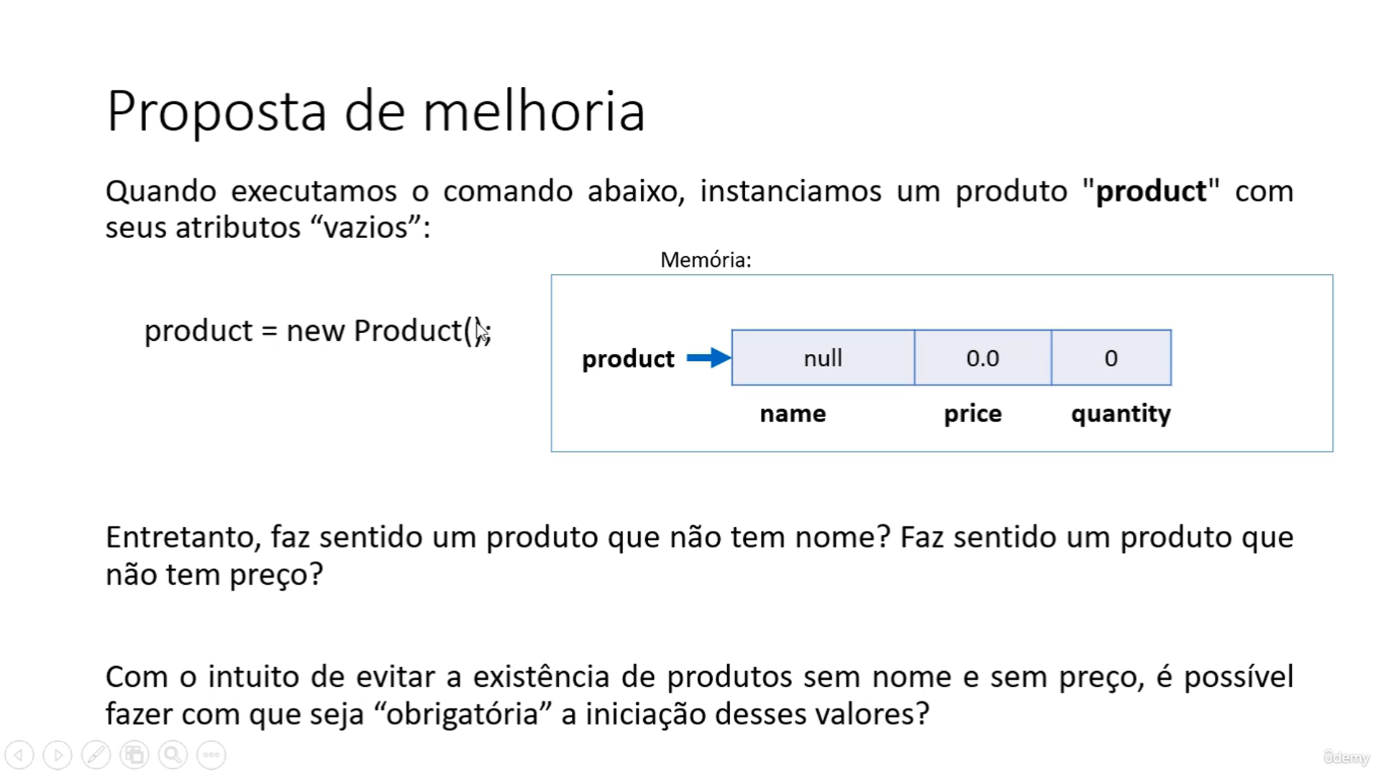 Proposta de melhoria
Quando executamos o comando abaixo, instanciamos um produto "product" com
seus atributos “vazios”:
Memória:
product = new Product();
product
null
0.0
0
name
price
quantity
Entretanto, faz sentido um produto que não tem nome? Faz sentido um produto que
não tem preço?
Com o intuito de evitar a existência de produtos sem nome e sem preço, é possível
fazer com que seja “obrigatória” a iniciação desses valores?
ûdemy